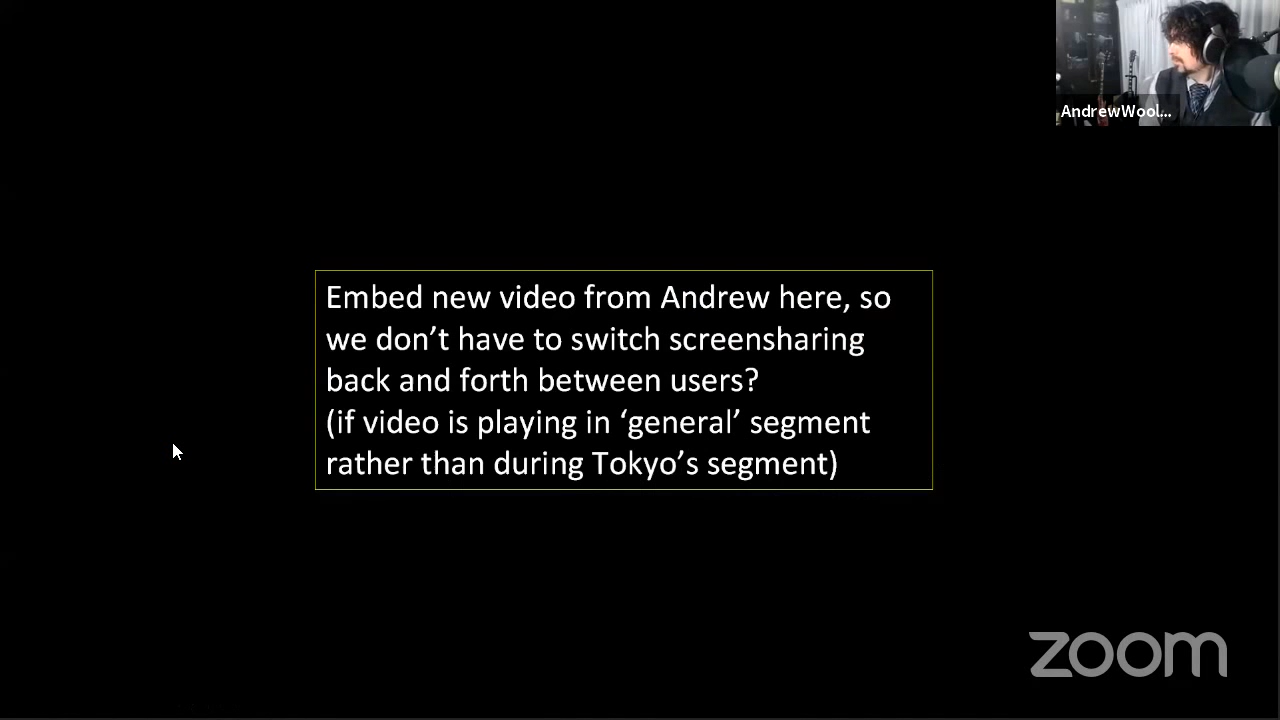 AndrewWool...
Embed new video from Andrew here, so
we don’t have to switch screensharing
back and forth between users?
(if video is playing in ‘general’ segment
rather than during Tokyo’s segment)
zoom